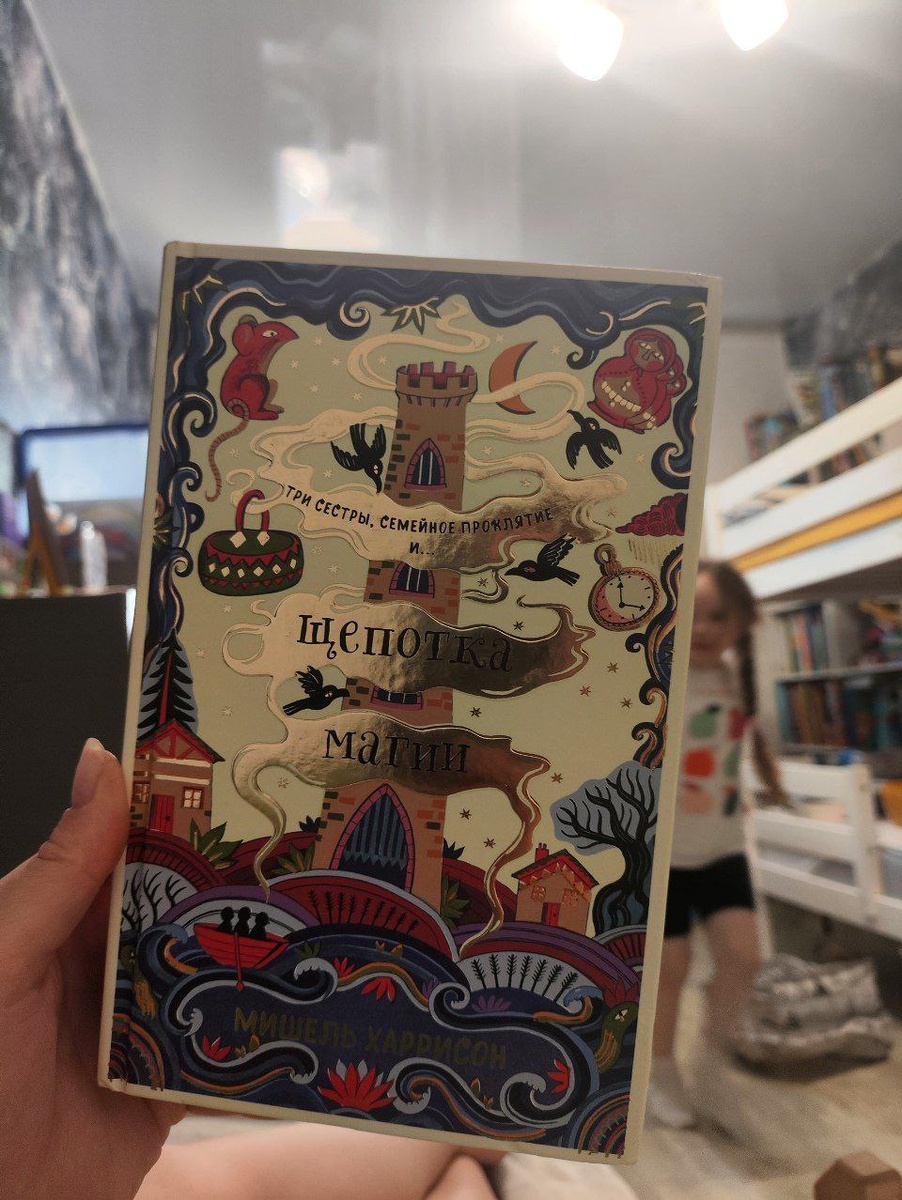 ТРИ СЕСТРЫ, СЕМЕЙНОЕ ПРОКЛЯТИЕ
И...
щепотка
магии
МИШЕЛЬ ХАРРИСОН